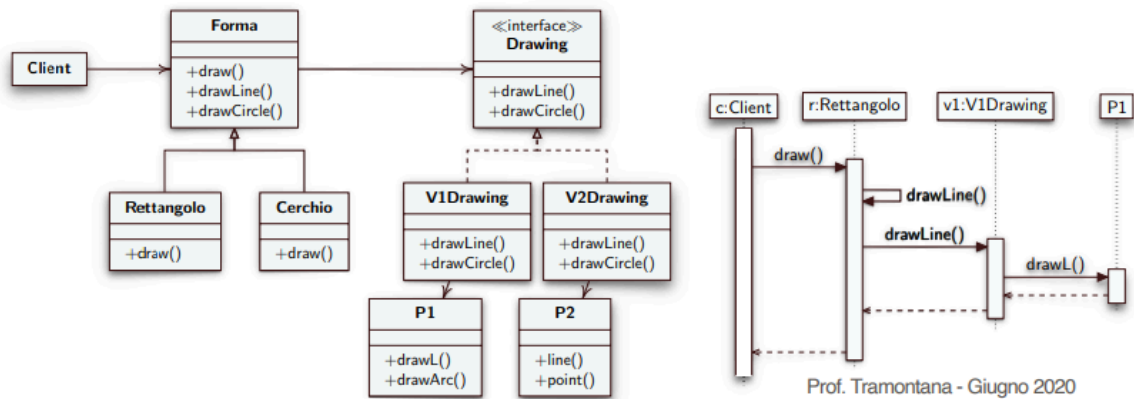 Client
Forma
+draw()
+drawLine()
+drawCircle()
≪interface≫
Drawing
+drawLine()
+drawCircle()
Rettangolo
+draw()
Cerchio
+draw()
V1Drawing
+drawLine()
+drawCircle()
V2Drawing
+drawLine()
+drawCircle()
P1
+drawL()
+drawArc()
P2
+line()
+point()
c:Client
r:Rettangolo
v1:V1Drawing
P1
draw()
drawLine()
drawLine()
drawL()
Prof. Tramontana - Giugno 2020